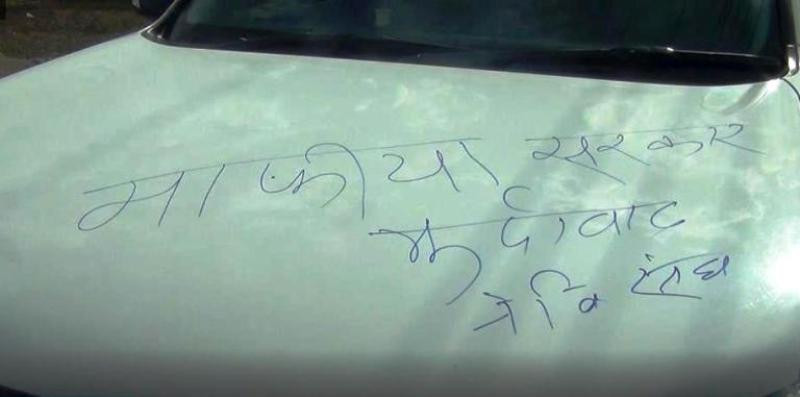 माफीया सरकार
मुर्दावाद
ने वि संघ